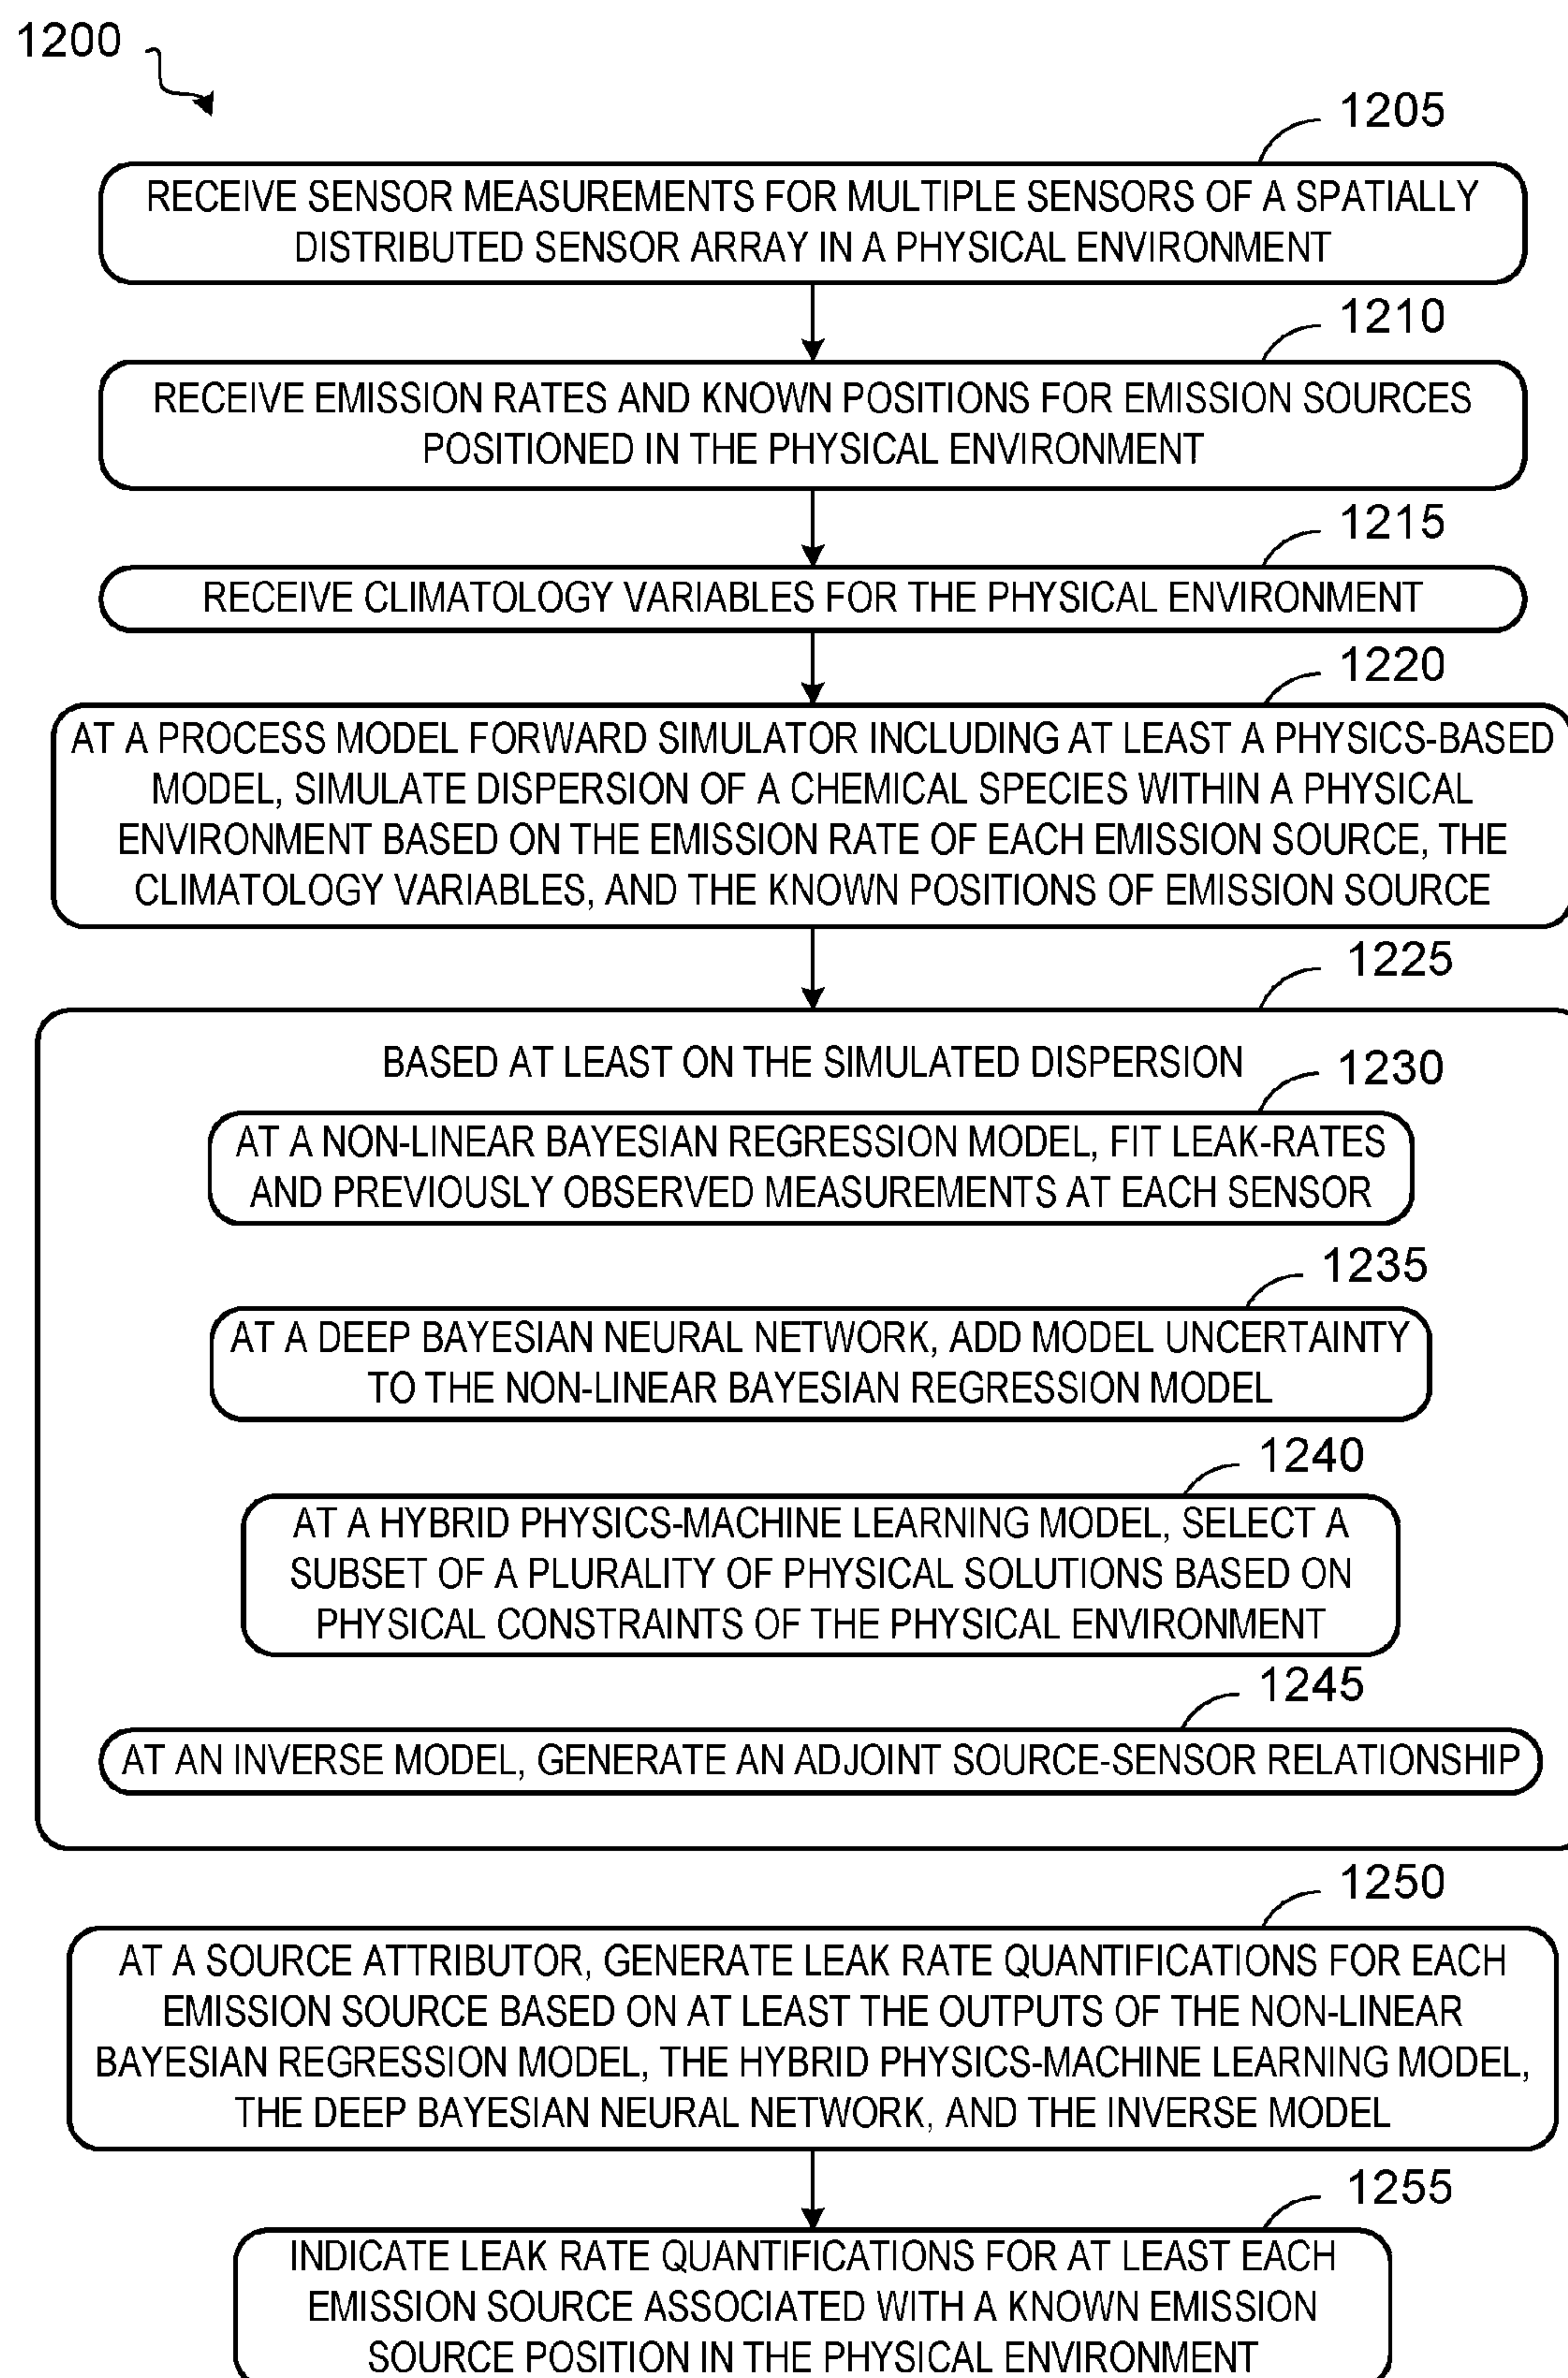 1200
1205
RECEIVE SENSOR MEASUREMENTS FOR MULTIPLE SENSORS OF A SPATIALLY
DISTRIBUTED SENSOR ARRAY IN A PHYSICAL ENVIRONMENT
1210
RECEIVE EMISSION RATES AND KNOWN POSITIONS FOR EMISSION SOURCES
POSITIONED IN THE PHYSICAL ENVIRONMENT
1215
RECEIVE CLIMATOLOGY VARIABLES FOR THE PHYSICAL ENVIRONMENT
1220
AT A PROCESS MODEL FORWARD SIMULATOR INCLUDING AT LEAST A PHYSICS-BASED
MODEL, SIMULATE DISPERSION OF A CHEMICAL SPECIES WITHIN A PHYSICAL
ENVIRONMENT BASED ON THE EMISSION RATE OF EACH EMISSION SOURCE, THE
CLIMATOLOGY VARIABLES, AND THE KNOWN POSITIONS OF EMISSION SOURCE
1225
BASED AT LEAST ON THE SIMULATED DISPERSION
1230
AT A NON-LINEAR BAYESIAN REGRESSION MODEL, FIT LEAK-RATES
AND PREVIOUSLY OBSERVED MEASUREMENTS AT EACH SENSOR
1235
AT A DEEP BAYESIAN NEURAL NETWORK, ADD MODEL UNCERTAINTY
TO THE NON-LINEAR BAYESIAN REGRESSION MODEL
1240
AT A HYBRID PHYSICS-MACHINE LEARNING MODEL, SELECT A
SUBSET OF A PLURALITY OF PHYSICAL SOLUTIONS BASED ON
PHYSICAL CONSTRAINTS OF THE PHYSICAL ENVIRONMENT
1245
AT AN INVERSE MODEL, GENERATE AN ADJOINT SOURCE-SENSOR RELATIONSHIP
1250
AT A SOURCE ATTRIBUTOR, GENERATE LEAK RATE QUANTIFICATIONS FOR EACH
EMISSION SOURCE BASED ON AT LEAST THE OUTPUTS OF THE NON-LINEAR
BAYESIAN REGRESSION MODEL, THE HYBRID PHYSICS-MACHINE LEARNING MODEL,
THE DEEP BAYESIAN NEURAL NETWORK, AND THE INVERSE MODEL
1255
INDICATE LEAK RATE QUANTIFICATIONS FOR AT LEAST EACH
EMISSION SOURCE ASSOCIATED WITH A KNOWN EMISSION
SOURCE POSITION IN THE PHYSICAL ENVIRONMENT